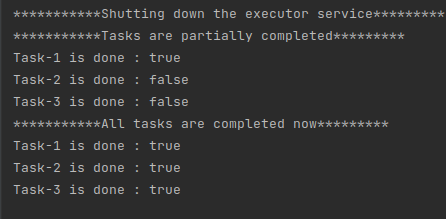 ***********Shutting down the executor service*********
***********Tasks are partially completed*********
Task-1 is done : true
Task-2 is done : false
Task-3 is done : false
***********All tasks are completed now*********
Task-1 is done : true
Task-2 is done : true
Task-3 is done : true